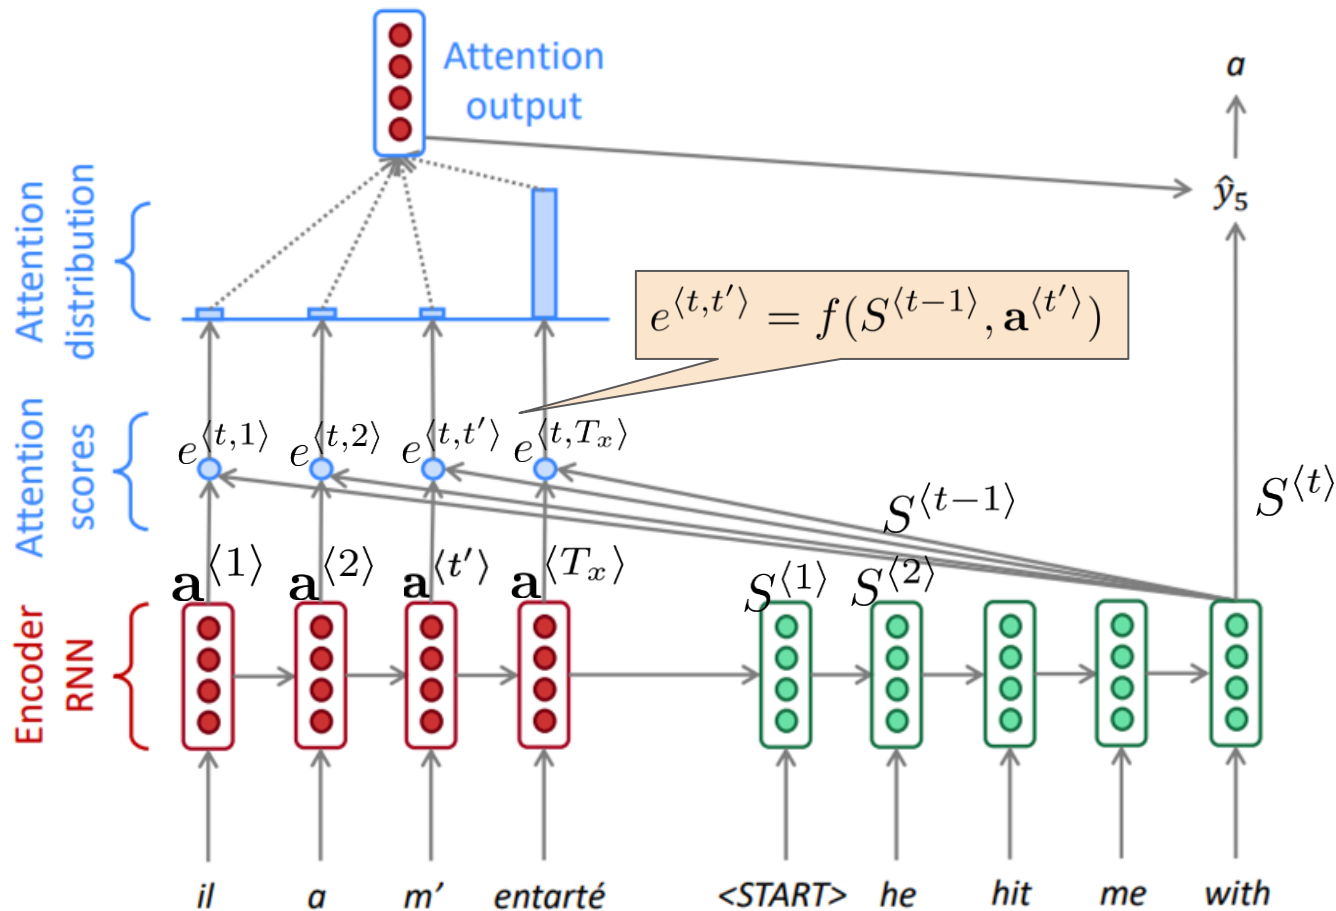 Attention
output
a
ŷ₅
Attention
distribution
e^⟨t,t′⟩ = f(S^⟨t−1⟩, a^⟨t′⟩)
Attention
scores
e^⟨t,1⟩ e^⟨t,2⟩ e^⟨t,t′⟩ e^⟨t,Tₓ⟩
S^⟨t−1⟩
S^⟨t⟩
a^⟨1⟩ a^⟨2⟩ a^⟨t′⟩ a^⟨Tₓ⟩
S^⟨1⟩ S^⟨2⟩
Encoder
RNN
il a m’ entarté <START> he hit me with